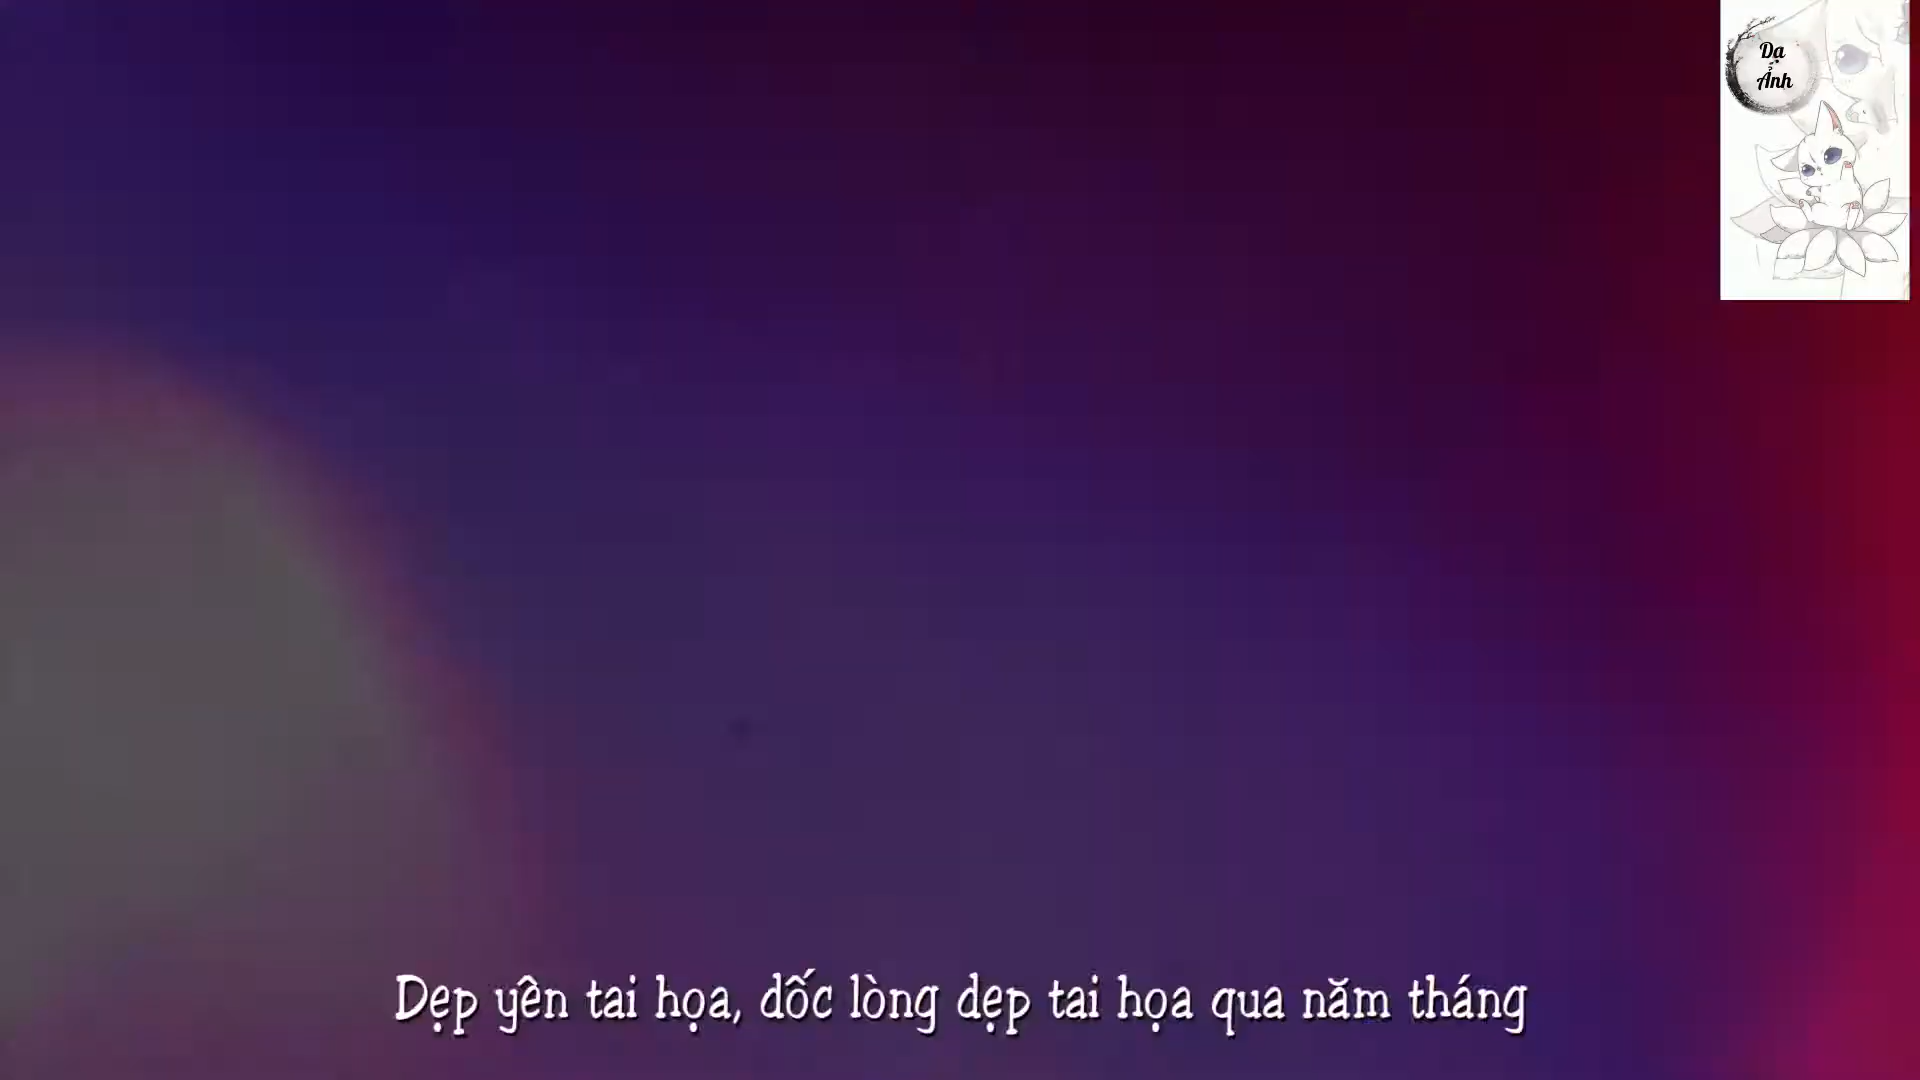 Dạ
Ảnh
Dẹp yên tai họa, dốc lòng dẹp tai họa qua năm tháng